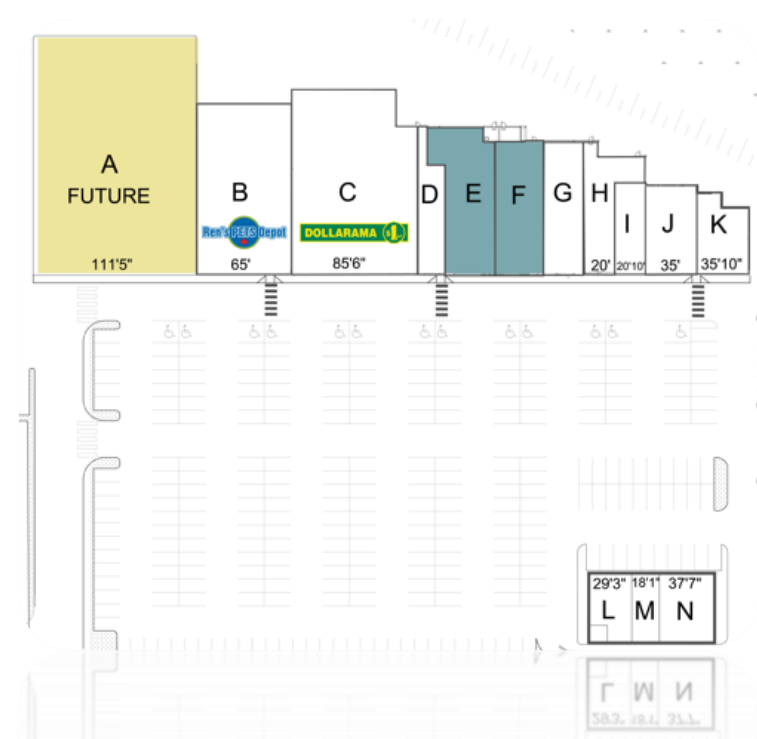 A
FUTURE
111'5"
B
Ren's PETS Depot
65'
C
DOLLARAMA $1
85'6"
D
E
F
G
H
20'
I
20'10'
J
35'
K
35'10"
29'3" 18'1" 37'7"
L M N